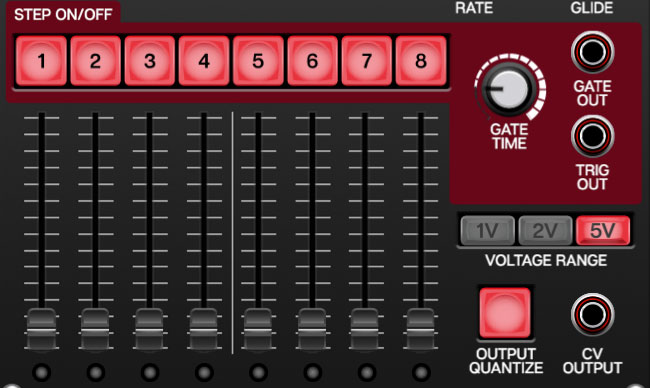 RATE
GLIDE
STEP ON/OFF
1 2 3 4 5 6 7 8
GATE
TIME
GATE
OUT
TRIG
OUT
1V 2V 5V
VOLTAGE RANGE
OUTPUT
QUANTIZE
CV
OUTPUT